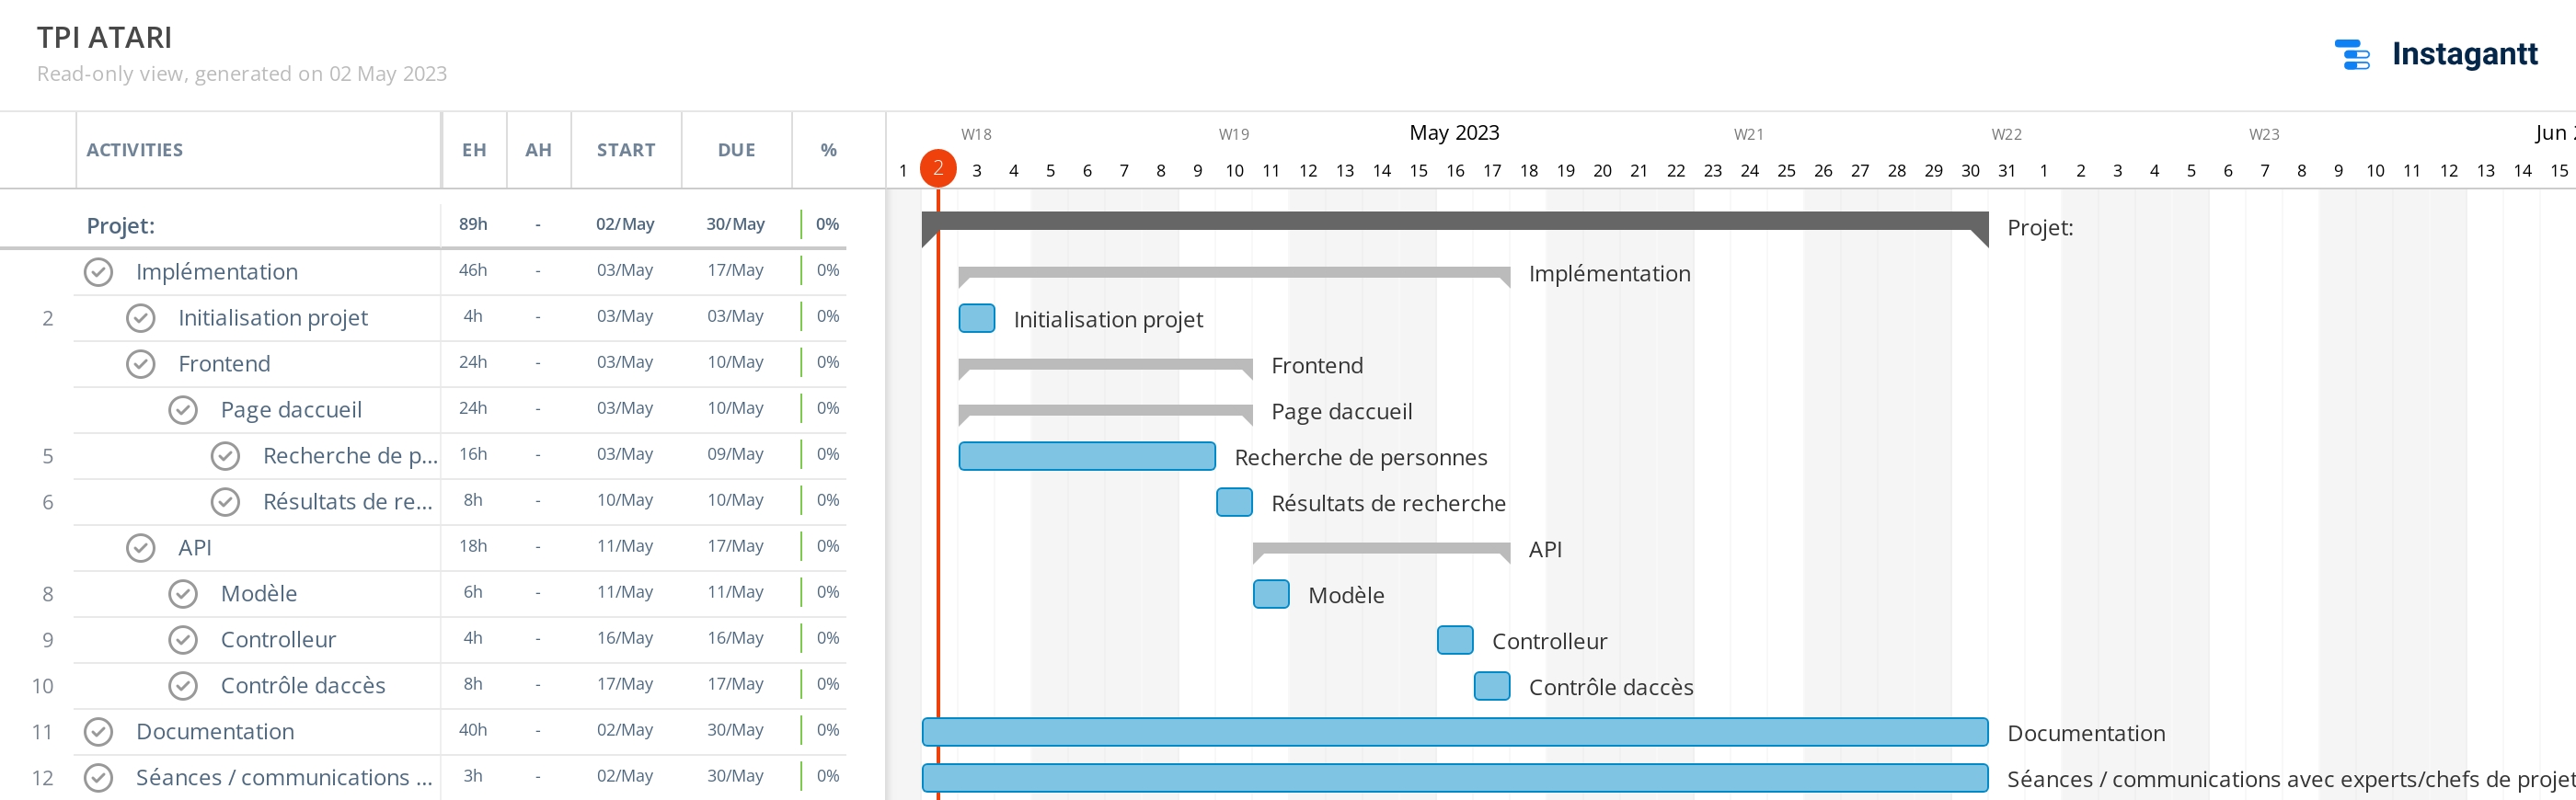 TPI ATARI
Read-only view, generated on 02 May 2023
Instagantt
ACTIVITIES EH AH START DUE %
W18 W19 May 2023 W21 W22 W23 Jun
1 2 3 4 5 6 7 8 9 10 11 12 13 14 15 16 17 18 19 20 21 22 23 24 25 26 27 28 29 30 31 1 2 3 4 5 6 7 8 9 10 11 12 13 14 15
Projet: 89h - 02/May 30/May 0% Projet:
Implémentation 46h - 03/May 17/May 0% Implémentation
2 Initialisation projet 4h - 03/May 03/May 0% Initialisation projet
Frontend 24h - 03/May 10/May 0% Frontend
Page daccueil 24h - 03/May 10/May 0% Page daccueil
5 Recherche de p... 16h - 03/May 09/May 0% Recherche de personnes
6 Résultats de re... 8h - 10/May 10/May 0% Résultats de recherche
API 18h - 11/May 17/May 0% API
8 Modèle 6h - 11/May 11/May 0% Modèle
9 Controlleur 4h - 16/May 16/May 0% Controlleur
10 Contrôle daccès 8h - 17/May 17/May 0% Contrôle daccès
11 Documentation 40h - 02/May 30/May 0% Documentation
12 Séances / communications ... 3h - 02/May 30/May 0% Séances / communications avec experts/chefs de projet